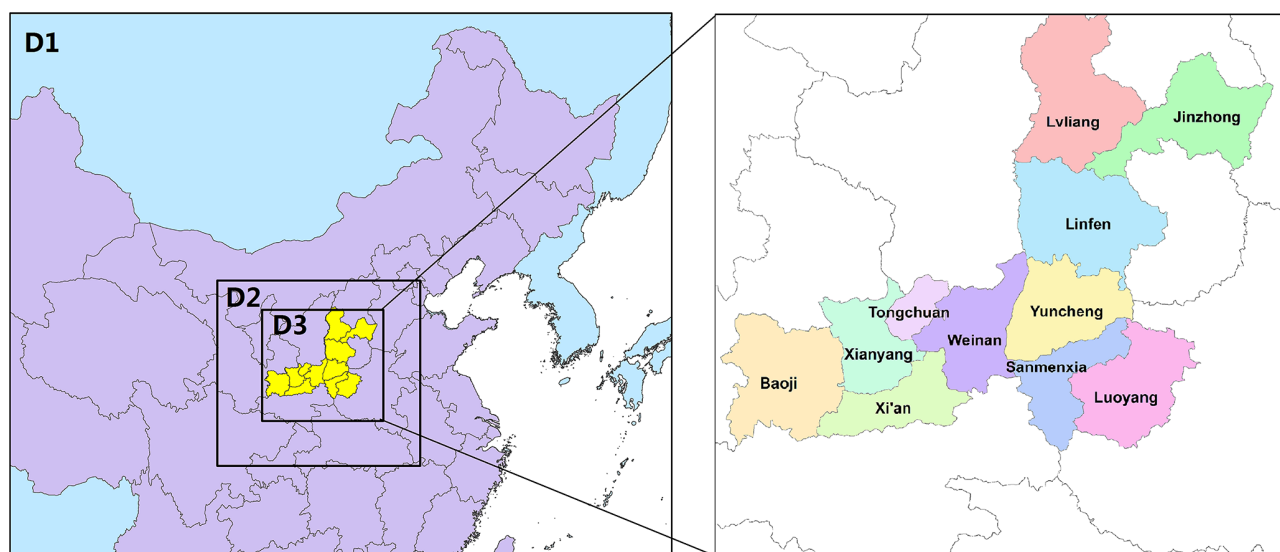 D1
D2
D3
Lvliang
Jinzhong
Linfen
Tongchuan
Yuncheng
Weinan
Xianyang
Sanmenxia
Baoji
Luoyang
Xi'an